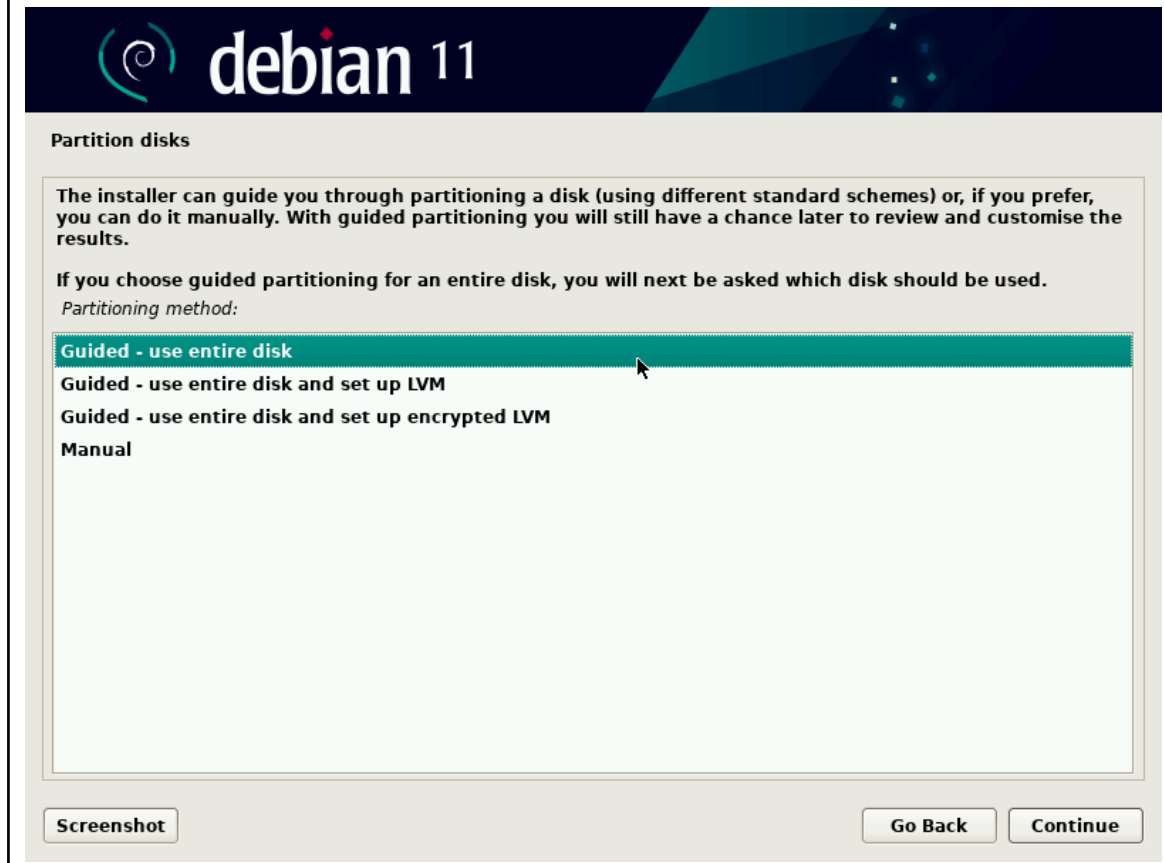 debian 11
Partition disks
The installer can guide you through partitioning a disk (using different standard schemes) or, if you prefer,
you can do it manually. With guided partitioning you will still have a chance later to review and customise the
results.
If you choose guided partitioning for an entire disk, you will next be asked which disk should be used.
Partitioning method:
Guided - use entire disk
Guided - use entire disk and set up LVM
Guided - use entire disk and set up encrypted LVM
Manual
Screenshot
Go Back
Continue